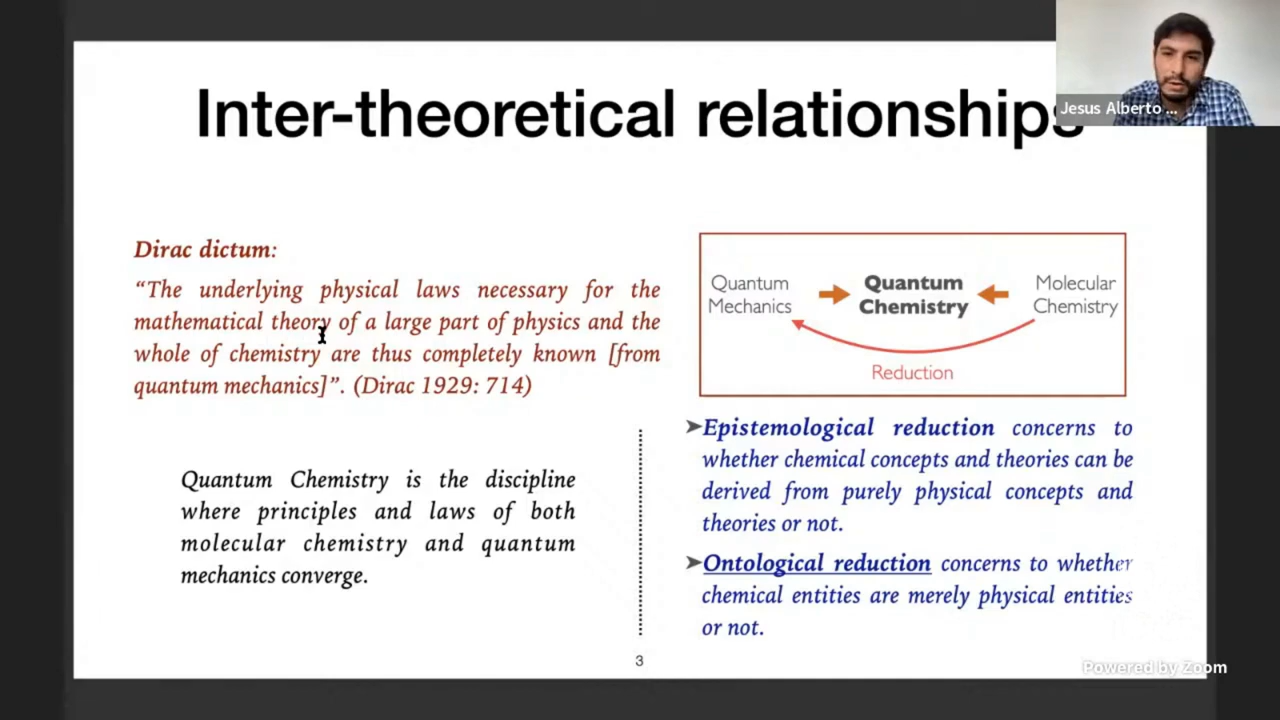 Inter-theoretical relationships
Jesus Alberto ...
Dirac dictum:
“The underlying physical laws necessary for the
mathematical theory of a large part of physics and the
whole of chemistry are thus completely known [from
quantum mechanics]”. (Dirac 1929: 714)
Quantum Chemistry is the discipline
where principles and laws of both
molecular chemistry and quantum
mechanics converge.
Quantum
Mechanics
Quantum
Chemistry
Molecular
Chemistry
Reduction
➤Epistemological reduction concerns to
whether chemical concepts and theories can be
derived from purely physical concepts and
theories or not.
➤Ontological reduction concerns to whether
chemical entities are merely physical entities
or not.
3
Powered by Zoom